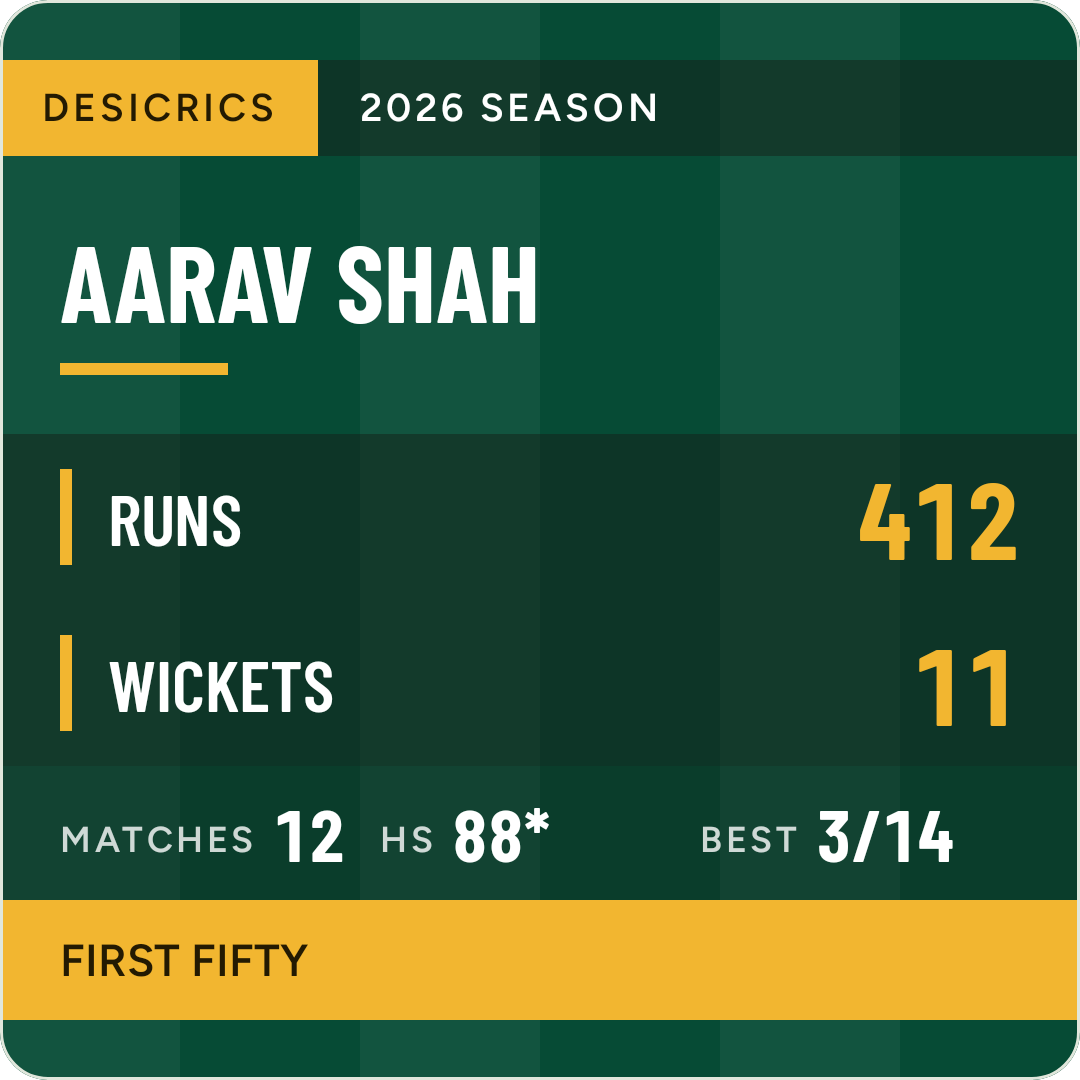 DESICRICS 2026 SEASON
AARAV SHAH
RUNS 412
WICKETS 11
MATCHES 12 HS 88* BEST 3/14
FIRST FIFTY